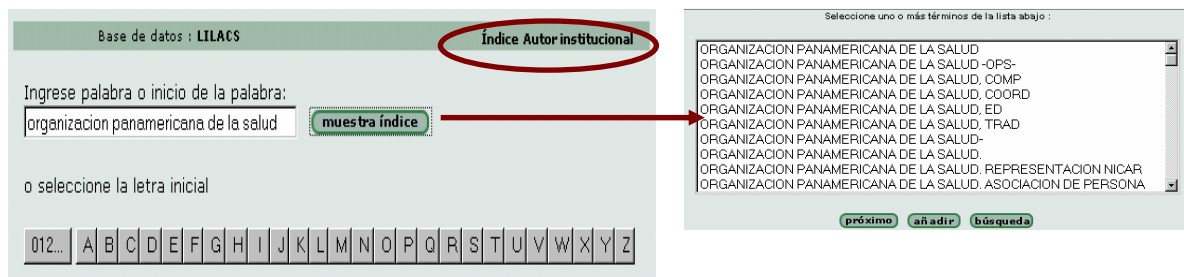 Base de datos : LILACS
Índice Autor institucional
Ingrese palabra o inicio de la palabra:
organizacion panamericana de la salud
muestra índice
o seleccione la letra inicial
012... A B C D E F G H I J K L M N O P Q R S T U V W X Y Z
Seleccione uno o más términos de la lista abajo :
ORGANIZACION PANAMERICANA DE LA SALUD
ORGANIZACION PANAMERICANA DE LA SALUD -OPS-
ORGANIZACION PANAMERICANA DE LA SALUD, COMP
ORGANIZACION PANAMERICANA DE LA SALUD, COORD
ORGANIZACION PANAMERICANA DE LA SALUD, ED
ORGANIZACION PANAMERICANA DE LA SALUD, TRAD
ORGANIZACION PANAMERICANA DE LA SALUD-
ORGANIZACION PANAMERICANA DE LA SALUD.
ORGANIZACION PANAMERICANA DE LA SALUD. REPRESENTACION NICAR
ORGANIZACION PANAMERICANA DE LA SALUD. ASOCIACION DE PERSONA
próximo añadir búsqueda